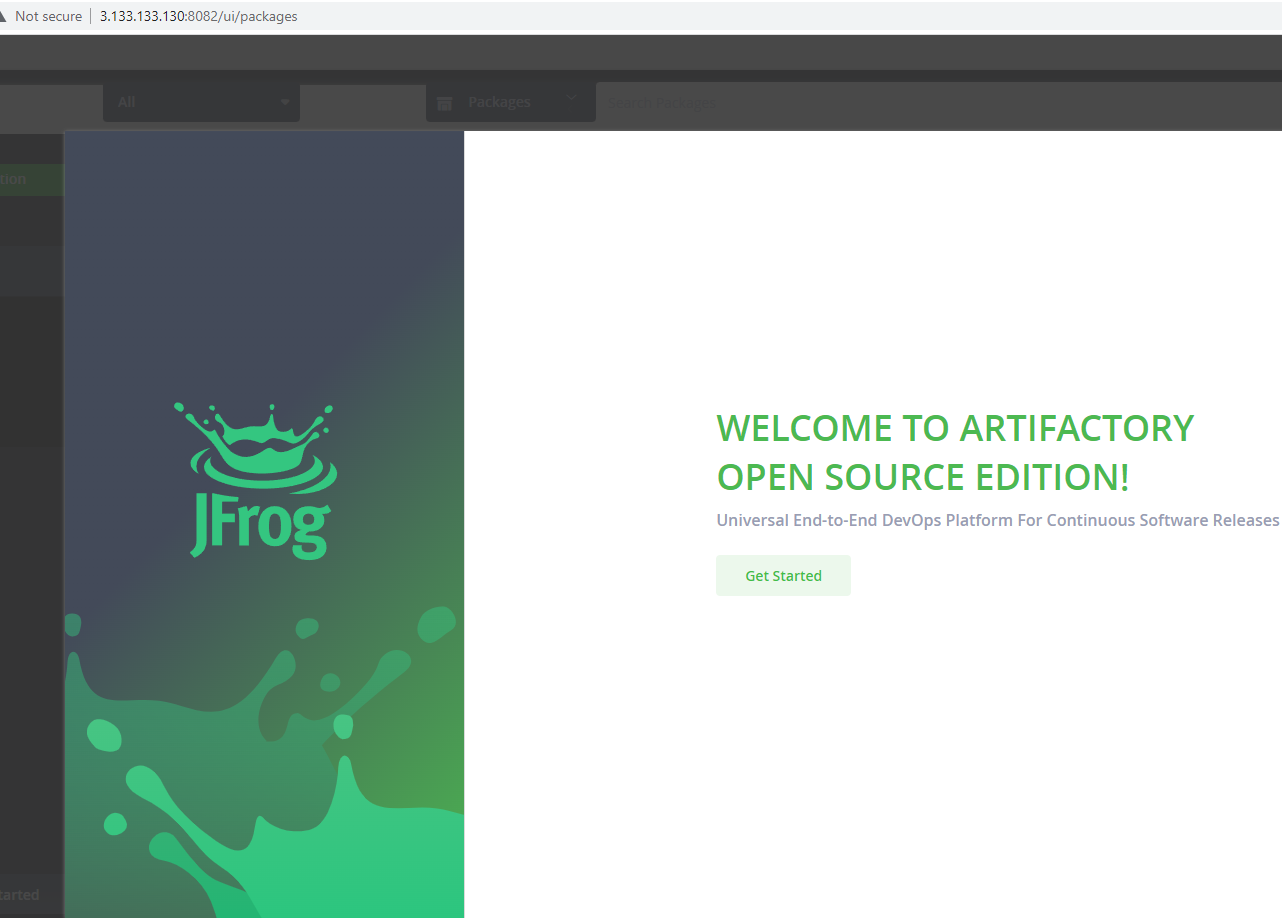 Not secure | 3.133.133.130:8082/ui/packages
All
Packages
Search Packages
tion
JFrog
WELCOME TO ARTIFACTORY
OPEN SOURCE EDITION!
Universal End-to-End DevOps Platform For Continuous Software Releases
Get Started
tarted